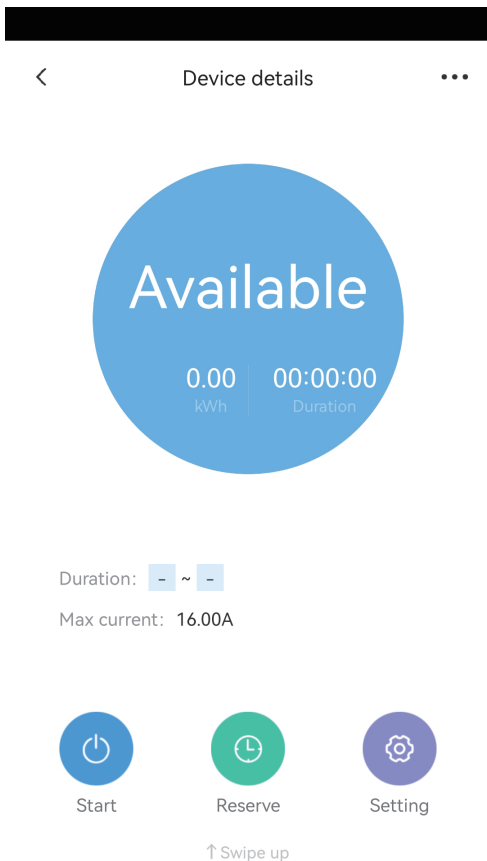 Device details
Available
0.00 00:00:00
kWh Duration
Duration: - ~ -
Max current: 16.00A
Start Reserve Setting
↑ Swipe up